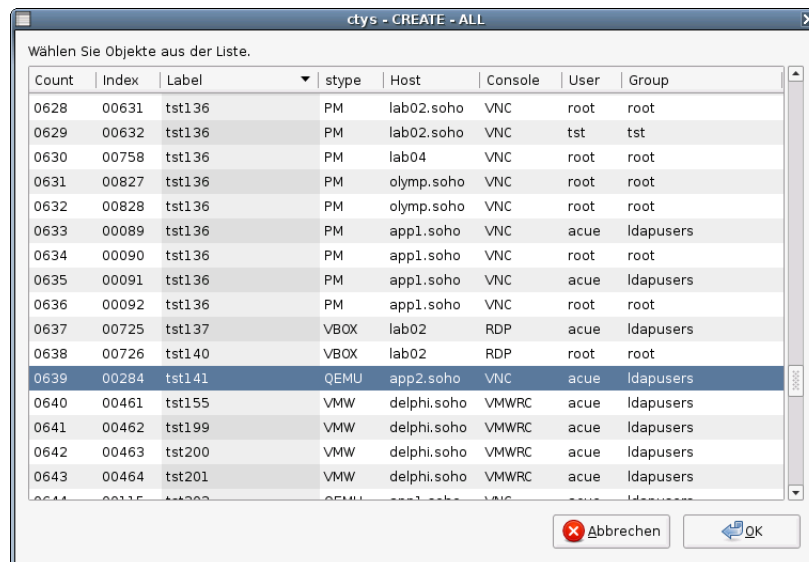 ctys - CREATE - ALL
Wählen Sie Objekte aus der Liste.
Count Index Label stype Host Console User Group
0628 00631 tst136 PM lab02.soho VNC root root
0629 00632 tst136 PM lab02.soho VNC tst tst
0630 00758 tst136 PM lab04 VNC root root
0631 00827 tst136 PM olymp.soho VNC root root
0632 00828 tst136 PM olymp.soho VNC root root
0633 00089 tst136 PM app1.soho VNC acue ldapusers
0634 00090 tst136 PM app1.soho VNC root root
0635 00091 tst136 PM app1.soho VNC acue ldapusers
0636 00092 tst136 PM app1.soho VNC root root
0637 00725 tst137 VBOX lab02 RDP acue ldapusers
0638 00726 tst140 VBOX lab02 RDP root root
0639 00284 tst141 QEMU app2.soho VNC acue ldapusers
0640 00461 tst155 VMW delphi.soho VMWRC acue ldapusers
0641 00462 tst199 VMW delphi.soho VMWRC acue ldapusers
0642 00463 tst200 VMW delphi.soho VMWRC acue ldapusers
0643 00464 tst201 VMW delphi.soho VMWRC acue ldapusers
Abbrechen OK